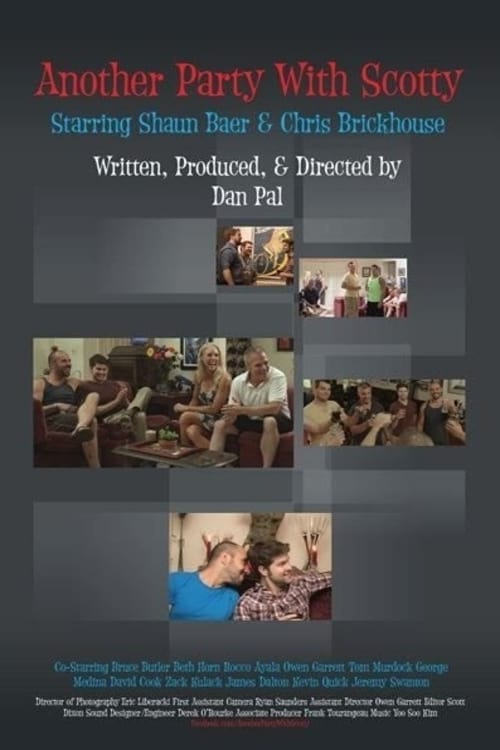 Another Party With Scotty
Starring Shaun Baer & Chris Brickhouse
Written, Produced, & Directed by
Dan Pal
Co-Starring Bruce Butler Beth Horn Rocco Ayala Owen Garrett Tom Murdock George
Medina David Cook Zack Kulack James Dalton Kevin Quick Jeremy Swanton
Director of Photography Eric Liberacki First Assistant Camera Ryan Saunders Assistant Director Owen Garrett Editor Scott
Dixon Sound Designer/Engineer Derek O'Rourke Associate Producer Frank Tourangeau Music Yoo Soo Kim